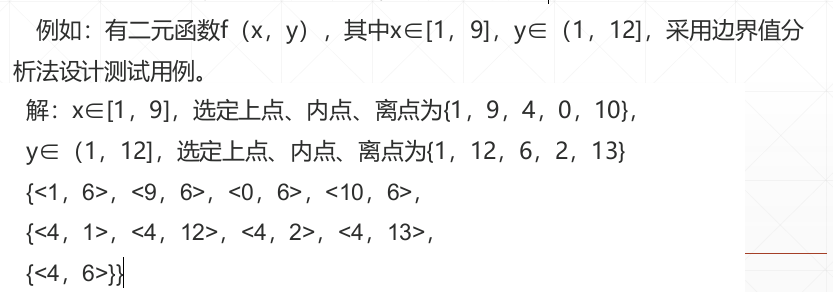 例如：有二元函数f（x，y），其中x∈[1，9]，y∈（1，12]，采用边界值分
析法设计测试用例。
解：x∈[1，9]，选定上点、内点、离点为{1，9，4，0，10}，
y∈（1，12]，选定上点、内点、离点为{1，12，6，2，13}
{<1，6>，<9，6>，<0，6>，<10，6>，
{<4，1>，<4，12>，<4，2>，<4，13>，
{<4，6>}}